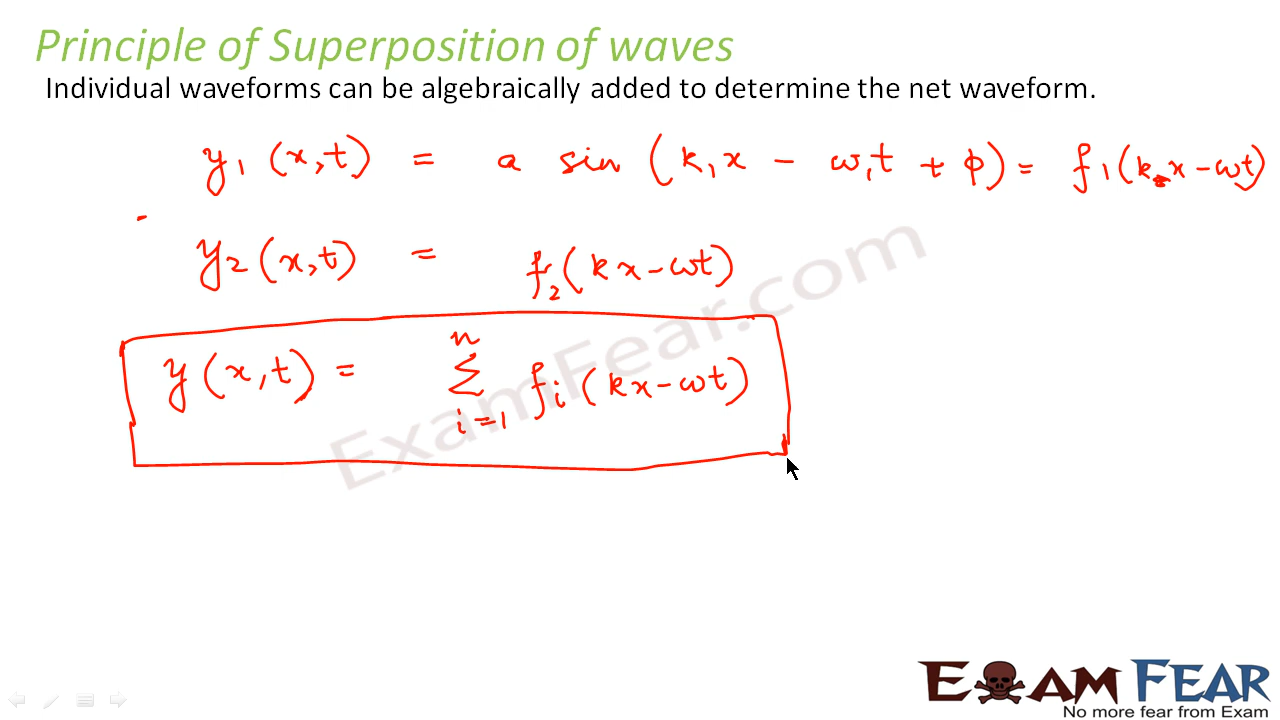 Principle of Superposition of waves
Individual waveforms can be algebraically added to determine the net waveform.
y₁(x,t) = a sin(k₁x − ω₁t + φ) = f₁(kx − ωt)
y₂(x,t) = f₂(kx − ωt)
y(x,t) = ∑ⁿᵢ₌₁ fᵢ(kx − ωt)
ExamFear.com
EXAM FEAR
No more fear from Exam